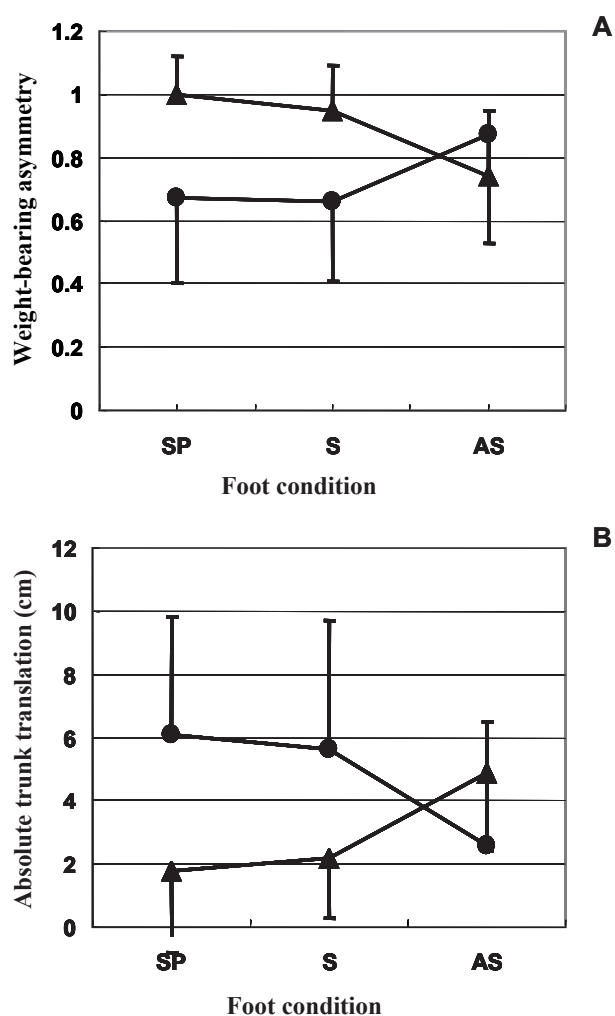 A
Weight-bearing asymmetry
1.2
1
0.8
0.6
0.4
0.2
0
SP S AS
Foot condition
B
Absolute trunk translation (cm)
12
10
8
6
4
2
0
SP S AS
Foot condition